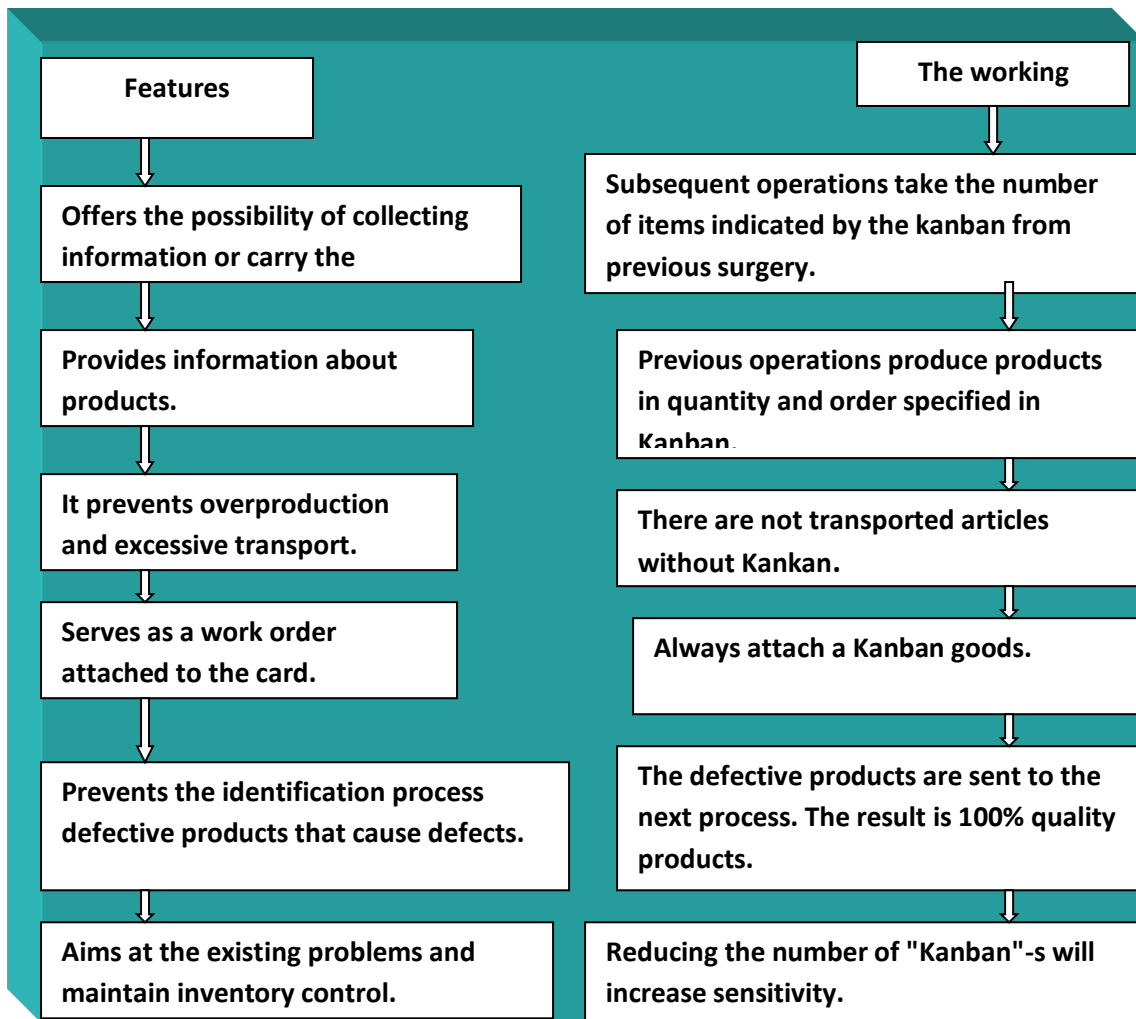 Features
Offers the possibility of collecting
information or carry the
Provides information about
products.
It prevents overproduction
and excessive transport.
Serves as a work order
attached to the card.
Prevents the identification process
defective products that cause defects.
Aims at the existing problems and
maintain inventory control.
The working
Subsequent operations take the number
of items indicated by the kanban from
previous surgery.
Previous operations produce products
in quantity and order specified in
Kanban.
There are not transported articles
without Kankan.
Always attach a Kanban goods.
The defective products are sent to the
next process. The result is 100% quality
products.
Reducing the number of "Kanban"-s will
increase sensitivity.